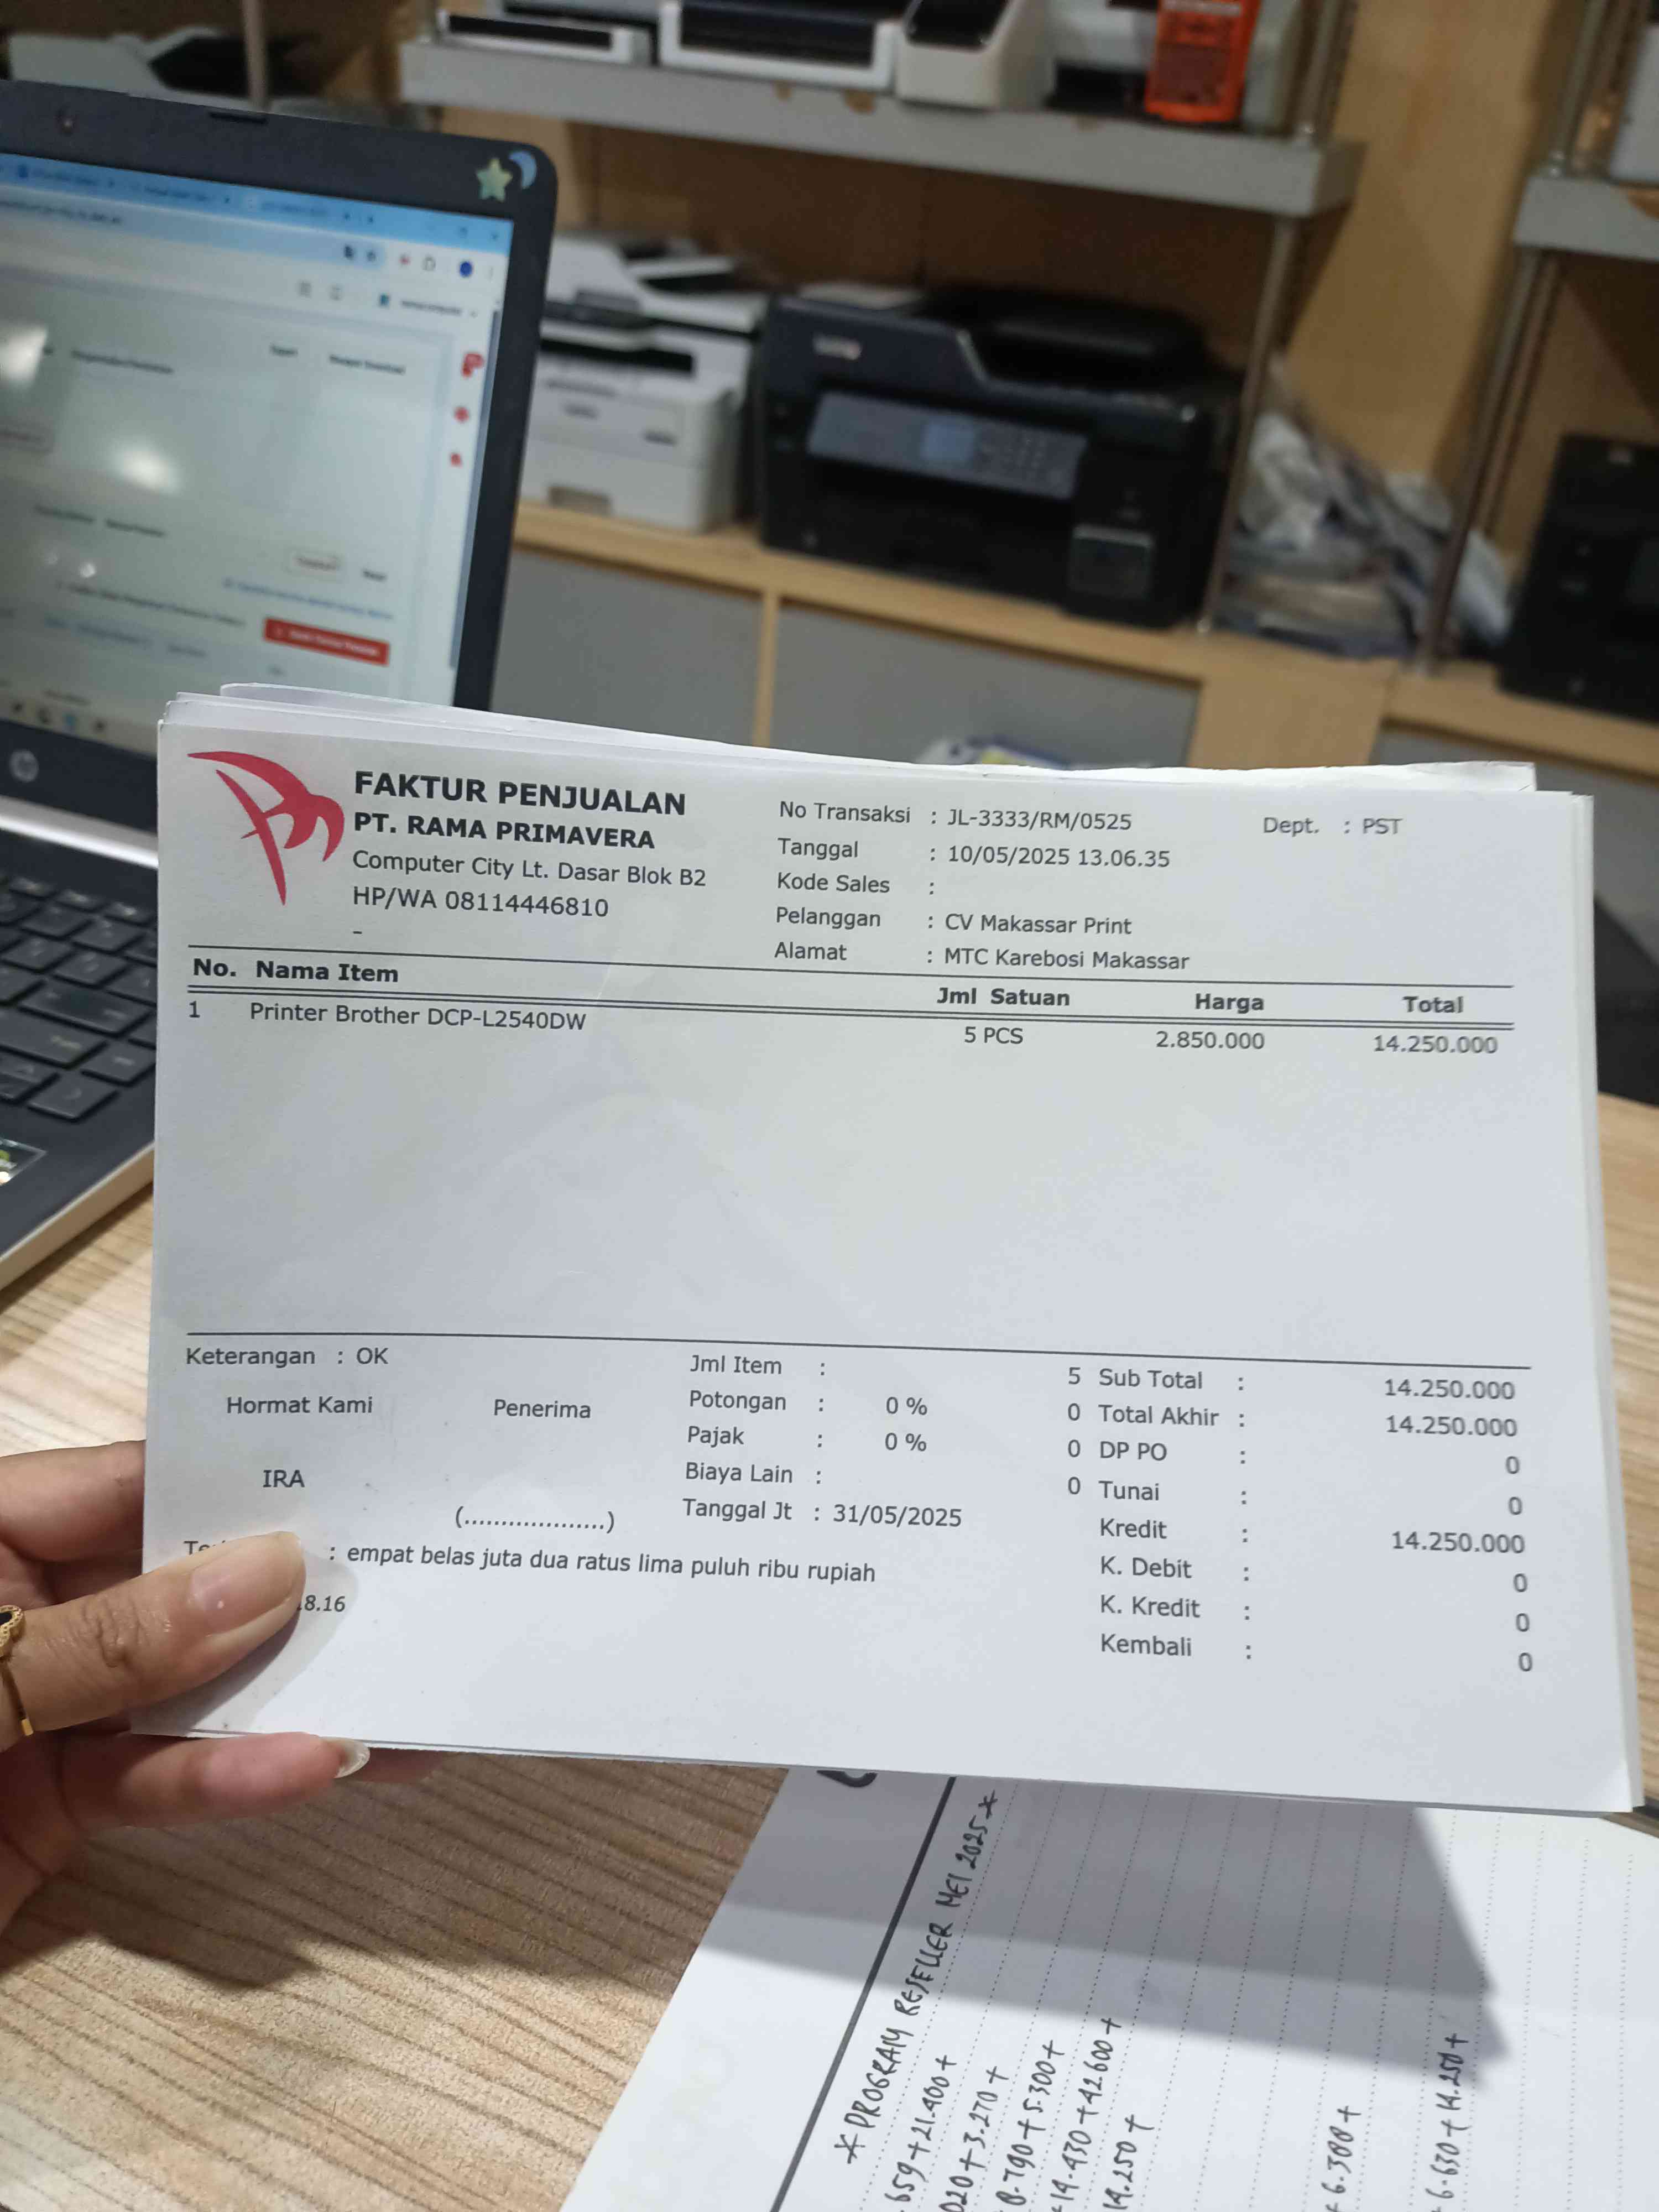 FAKTUR PENJUALAN
PT. RAMA PRIMAVERA
Computer City Lt. Dasar Blok B2
HP/WA 08114446810
-
No Transaksi : JL-3333/RM/0525
Dept. : PST
Tanggal : 10/05/2025 13.06.35
Kode Sales :
Pelanggan : CV Makassar Print
Alamat : MTC Karebosi Makassar
No. Nama Item Jml Satuan Harga Total
1 Printer Brother DCP-L2540DW 5 PCS 2.850.000 14.250.000
Keterangan : OK
Hormat Kami Penerima
IRA
(...................)
Jml Item : 5
Potongan : 0 % 0
Pajak : 0 % 0
Biaya Lain : 0
Tanggal Jt : 31/05/2025
Sub Total : 14.250.000
Total Akhir : 14.250.000
DP PO : 0
Tunai : 0
Kredit : 14.250.000
K. Debit : 0
K. Kredit : 0
Kembali : 0
: empat belas juta dua ratus lima puluh ribu rupiah
8.16
* PROGRAM RESELLER MEI 2025 *
659 + 21.400 +
020 + 3.270 +
8.790 + 5.300 +
14.430 + 42.600 +
14.250 +
6.300 +
6.630 + 14.250 +